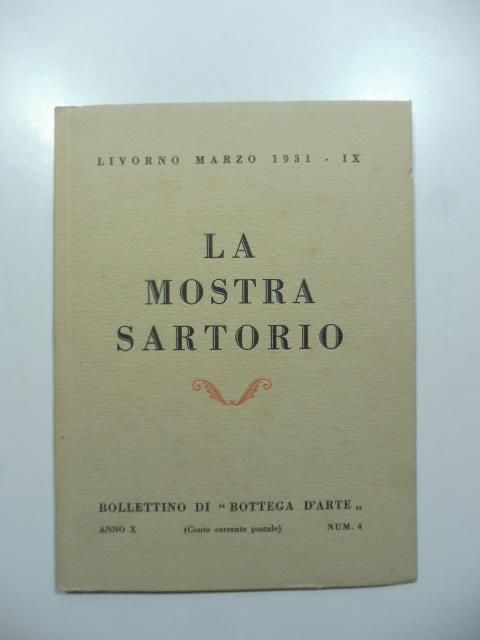 LIVORNO MARZO 1931 - IX
LA
MOSTRA
SARTORIO
BOLLETTINO DI “ BOTTEGA D'ARTE „
ANNO X (Conto corrente postale) NUM. 4